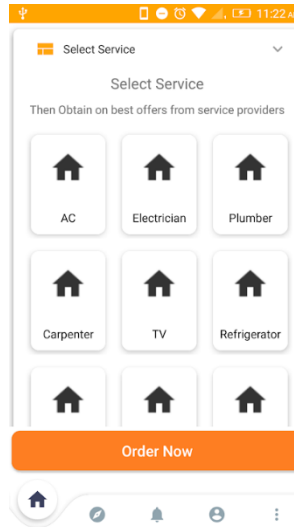 11:22 A
Select Service
Select Service
Then Obtain on best offers from service providers
AC
Electrician
Plumber
Carpenter
TV
Refrigerator
Order Now